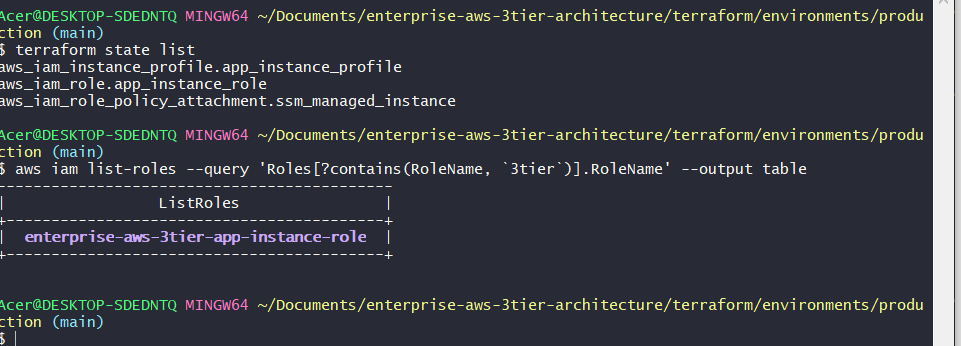 Acer@DESKTOP-SDEDNTQ MINGW64 ~/Documents/enterprise-aws-3tier-architecture/terraform/environments/produ
ction (main)
$ terraform state list
aws_iam_instance_profile.app_instance_profile
aws_iam_role.app_instance_role
aws_iam_role_policy_attachment.ssm_managed_instance
Acer@DESKTOP-SDEDNTQ MINGW64 ~/Documents/enterprise-aws-3tier-architecture/terraform/environments/produ
ction (main)
$ aws iam list-roles --query 'Roles[?contains(RoleName, `3tier`)].RoleName' --output table
-------------------------------------------
|                ListRoles                |
+-----------------------------------------+
|  enterprise-aws-3tier-app-instance-role  |
+-----------------------------------------+
Acer@DESKTOP-SDEDNTQ MINGW64 ~/Documents/enterprise-aws-3tier-architecture/terraform/environments/produ
ction (main)
$